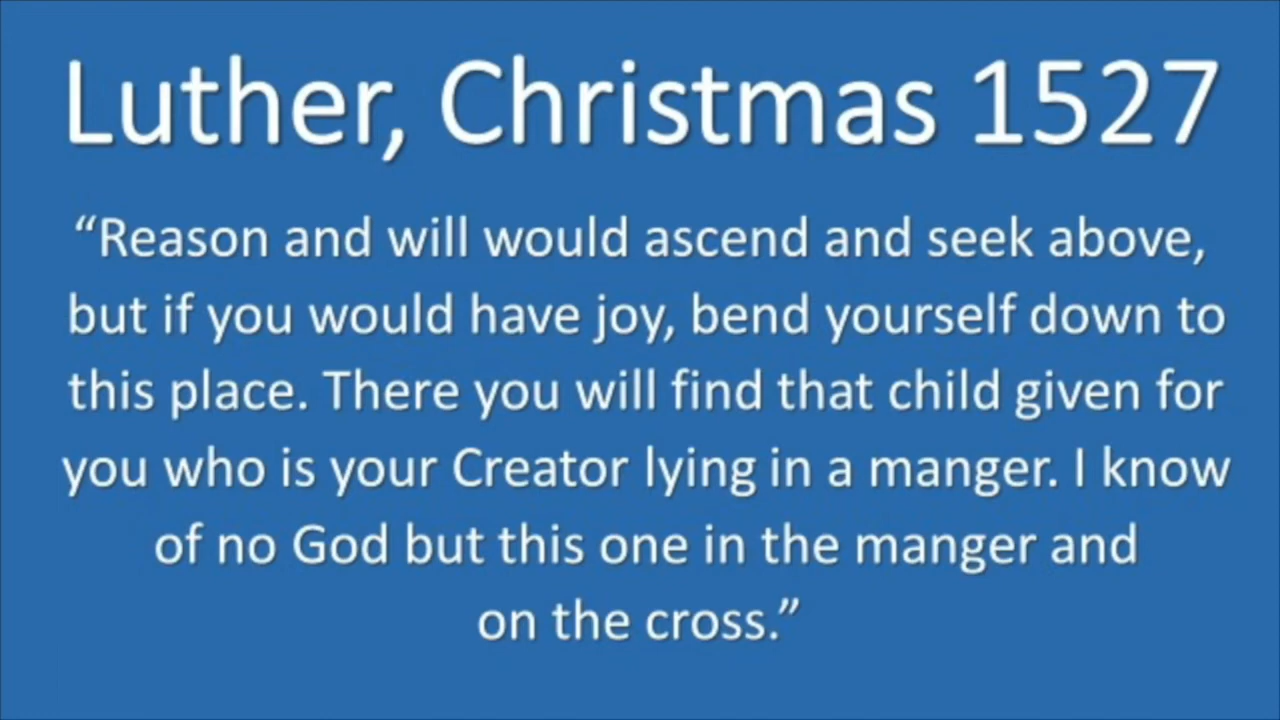 Luther, Christmas 1527
“Reason and will would ascend and seek above,
but if you would have joy, bend yourself down to
this place. There you will find that child given for
you who is your Creator lying in a manger. I know
of no God but this one in the manger and
on the cross.”